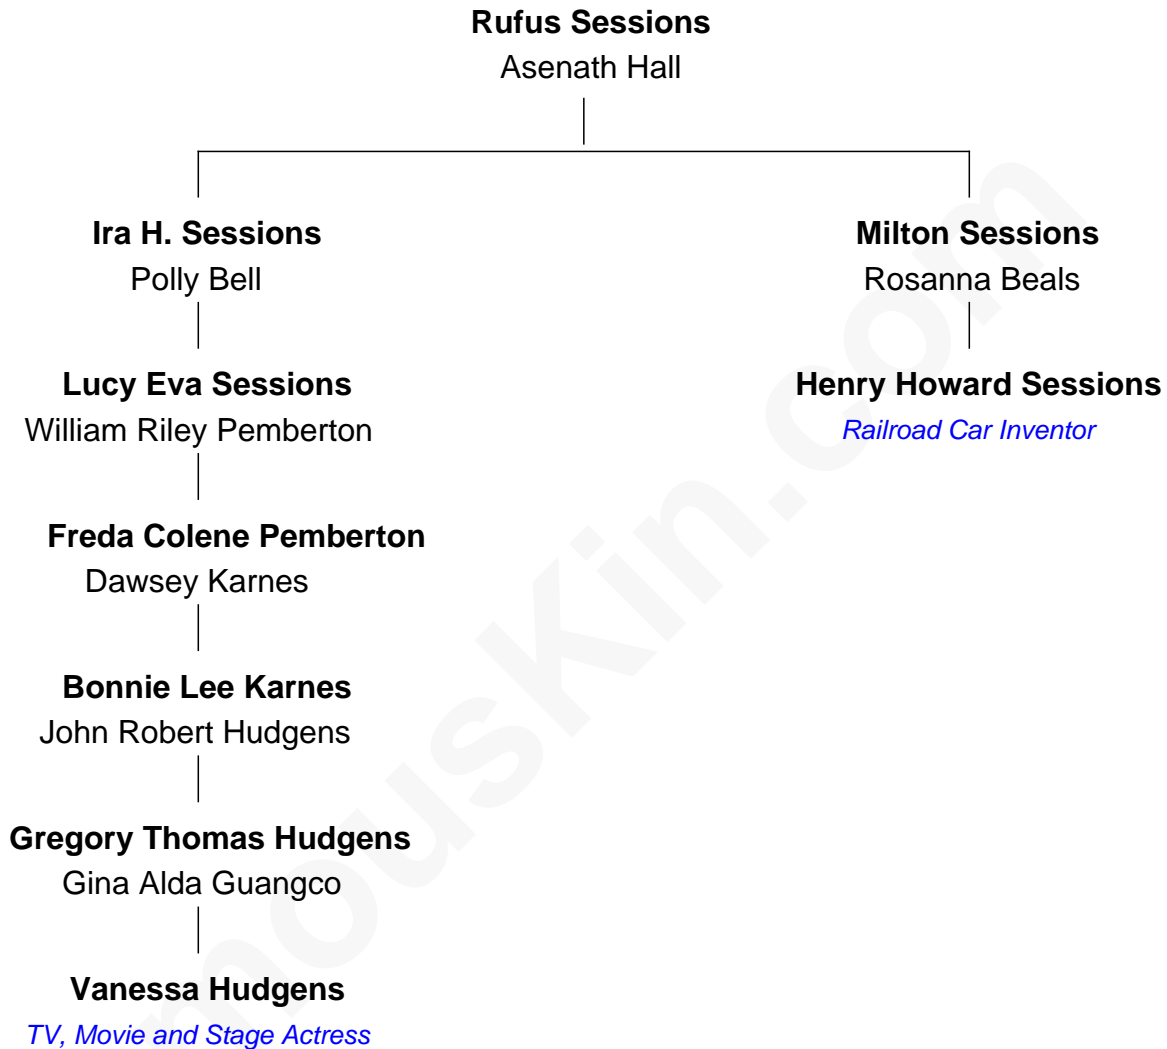 Rufus Sessions
Asenath Hall
Ira H. Sessions
Polly Bell
Milton Sessions
Rosanna Beals
Lucy Eva Sessions
William Riley Pemberton
Henry Howard Sessions
Railroad Car Inventor
Freda Colene Pemberton
Dawsey Karnes
Bonnie Lee Karnes
John Robert Hudgens
Gregory Thomas Hudgens
Gina Alda Guangco
Vanessa Hudgens
TV, Movie and Stage Actress
mousKin.com